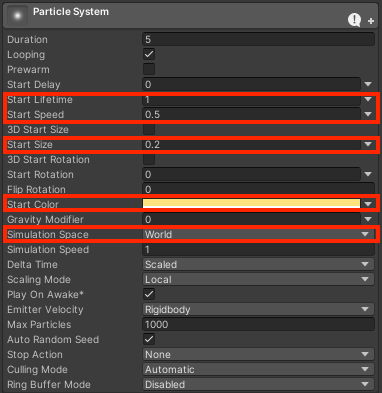 Particle System
Duration 5
Looping
Prewarm
Start Delay 0
Start Lifetime 1
Start Speed 0.5
3D Start Size
Start Size 0.2
3D Start Rotation
Start Rotation 0
Flip Rotation 0
Start Color
Gravity Modifier 0
Simulation Space World
Simulation Speed 1
Delta Time Scaled
Scaling Mode Local
Play On Awake*
Emitter Velocity Rigidbody
Max Particles 1000
Auto Random Seed
Stop Action None
Culling Mode Automatic
Ring Buffer Mode Disabled